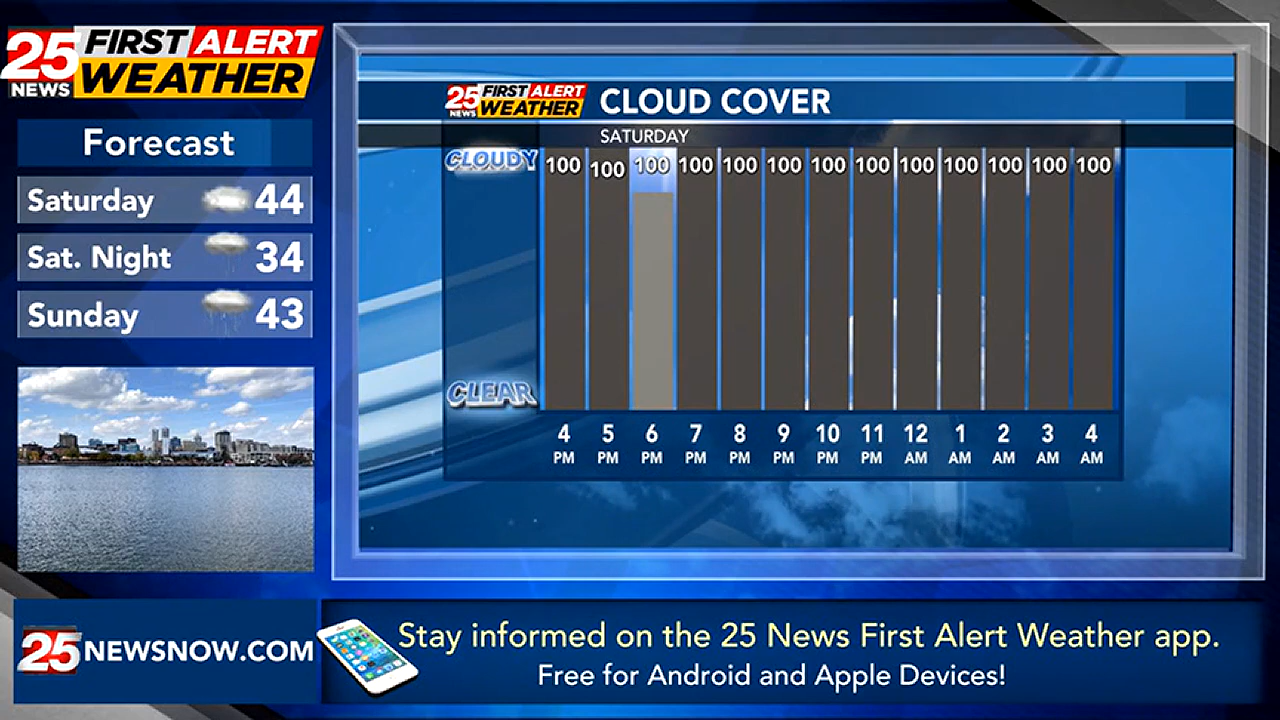 25 NEWS FIRST ALERT WEATHER
Forecast
Saturday 44
Sat. Night 34
Sunday 43
25 NEWS FIRST ALERT WEATHER CLOUD COVER
SATURDAY
CLOUDY 100 100 100 100 100 100 100 100 100 100 100 100 100
CLEAR
4 5 6 7 8 9 10 11 12 1 2 3 4
PM PM PM PM PM PM PM PM AM AM AM AM AM
25 NEWSNOW.COM
Stay informed on the 25 News First Alert Weather app.
Free for Android and Apple Devices!